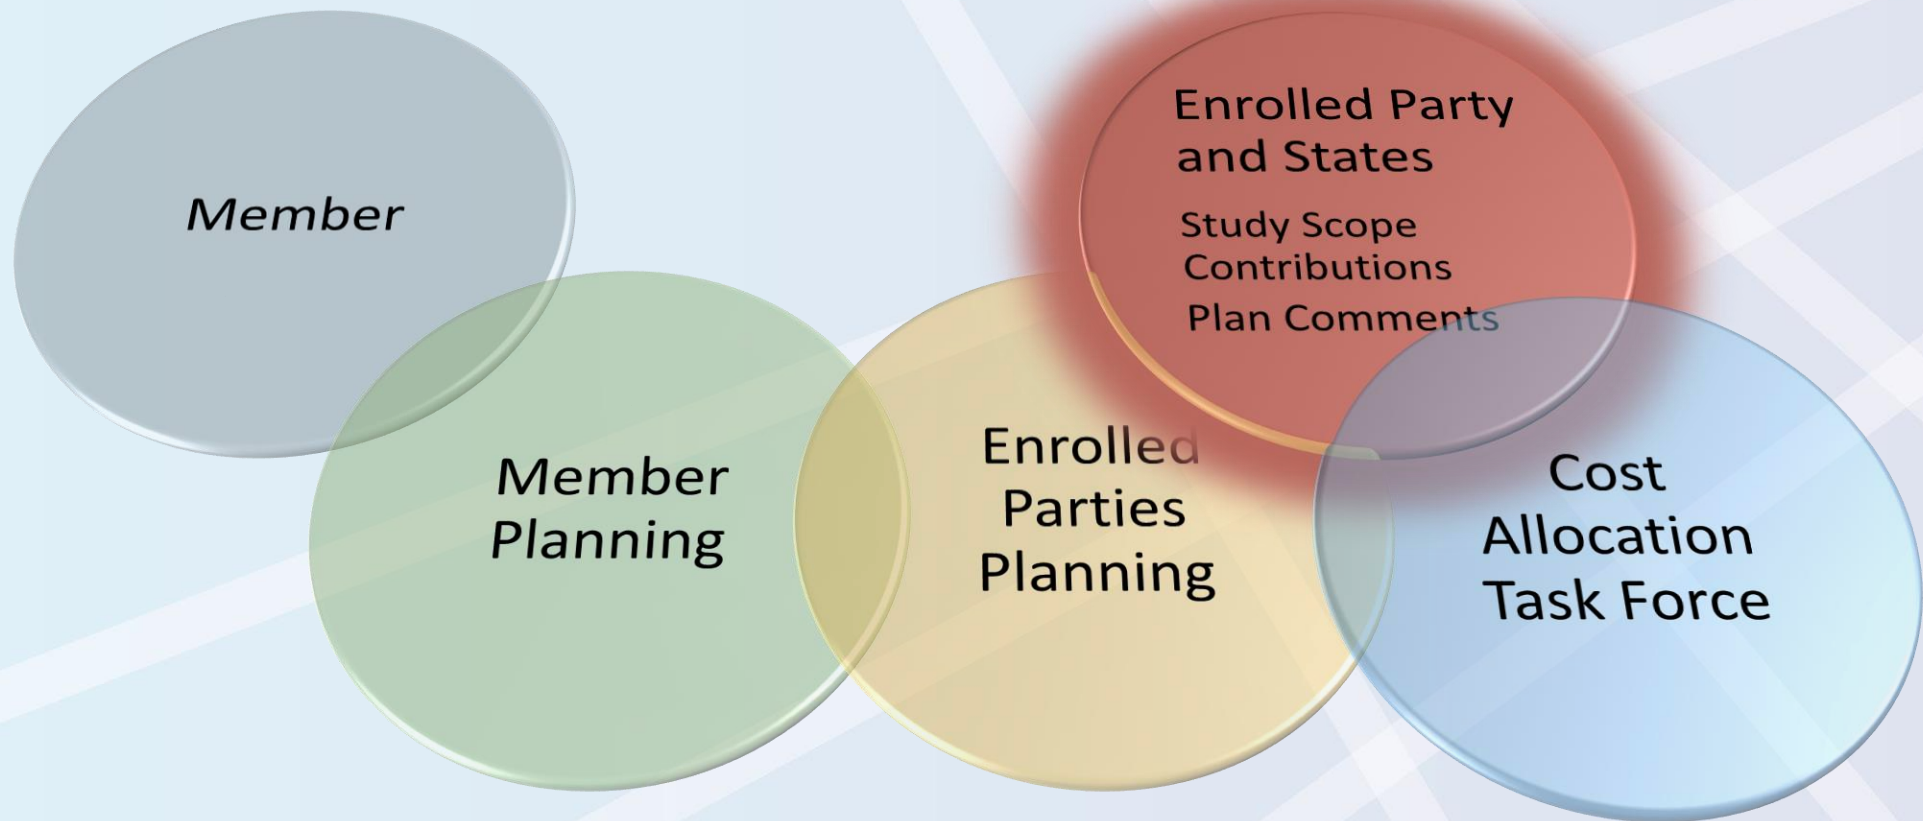 Member
Member
Planning
Enrolled
Parties
Planning
Enrolled Party
and States
Study Scope
Contributions
Plan Comments
Cost
Allocation
Task Force